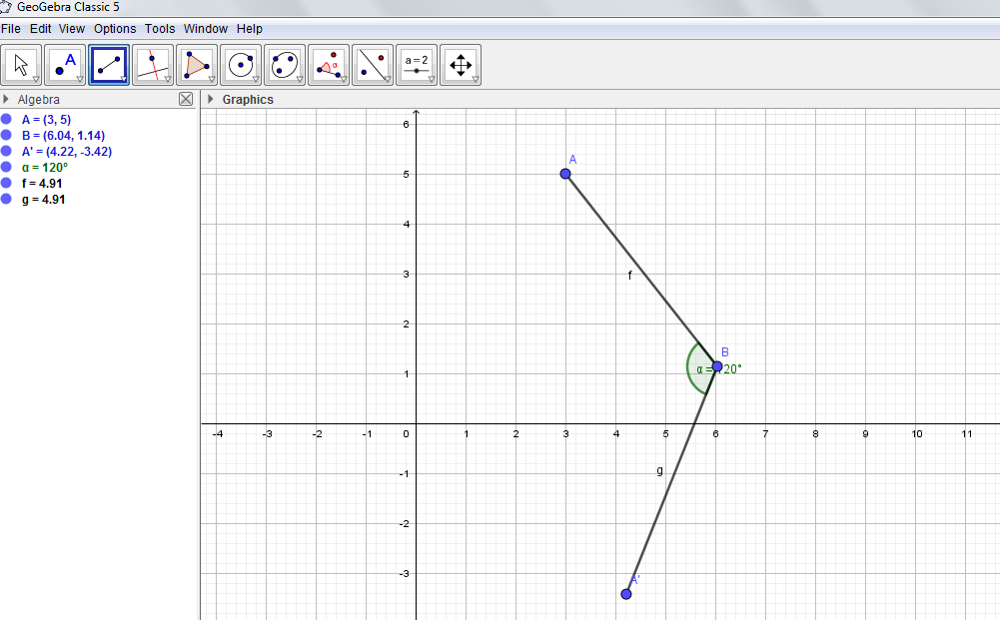 GeoGebra Classic 5
File Edit View Options Tools Window Help
A
α
a = 2
Algebra
Graphics
A = (3, 5)
B = (6.04, 1.14)
A' = (4.22, -3.42)
α = 120°
f = 4.91
g = 4.91
6
A
5
4
f
3
2
B
1
α = 120°
-4 -3 -2 -1 0 1 2 3 4 5 6 7 8 9 10 11
g
-1
-2
-3
A'